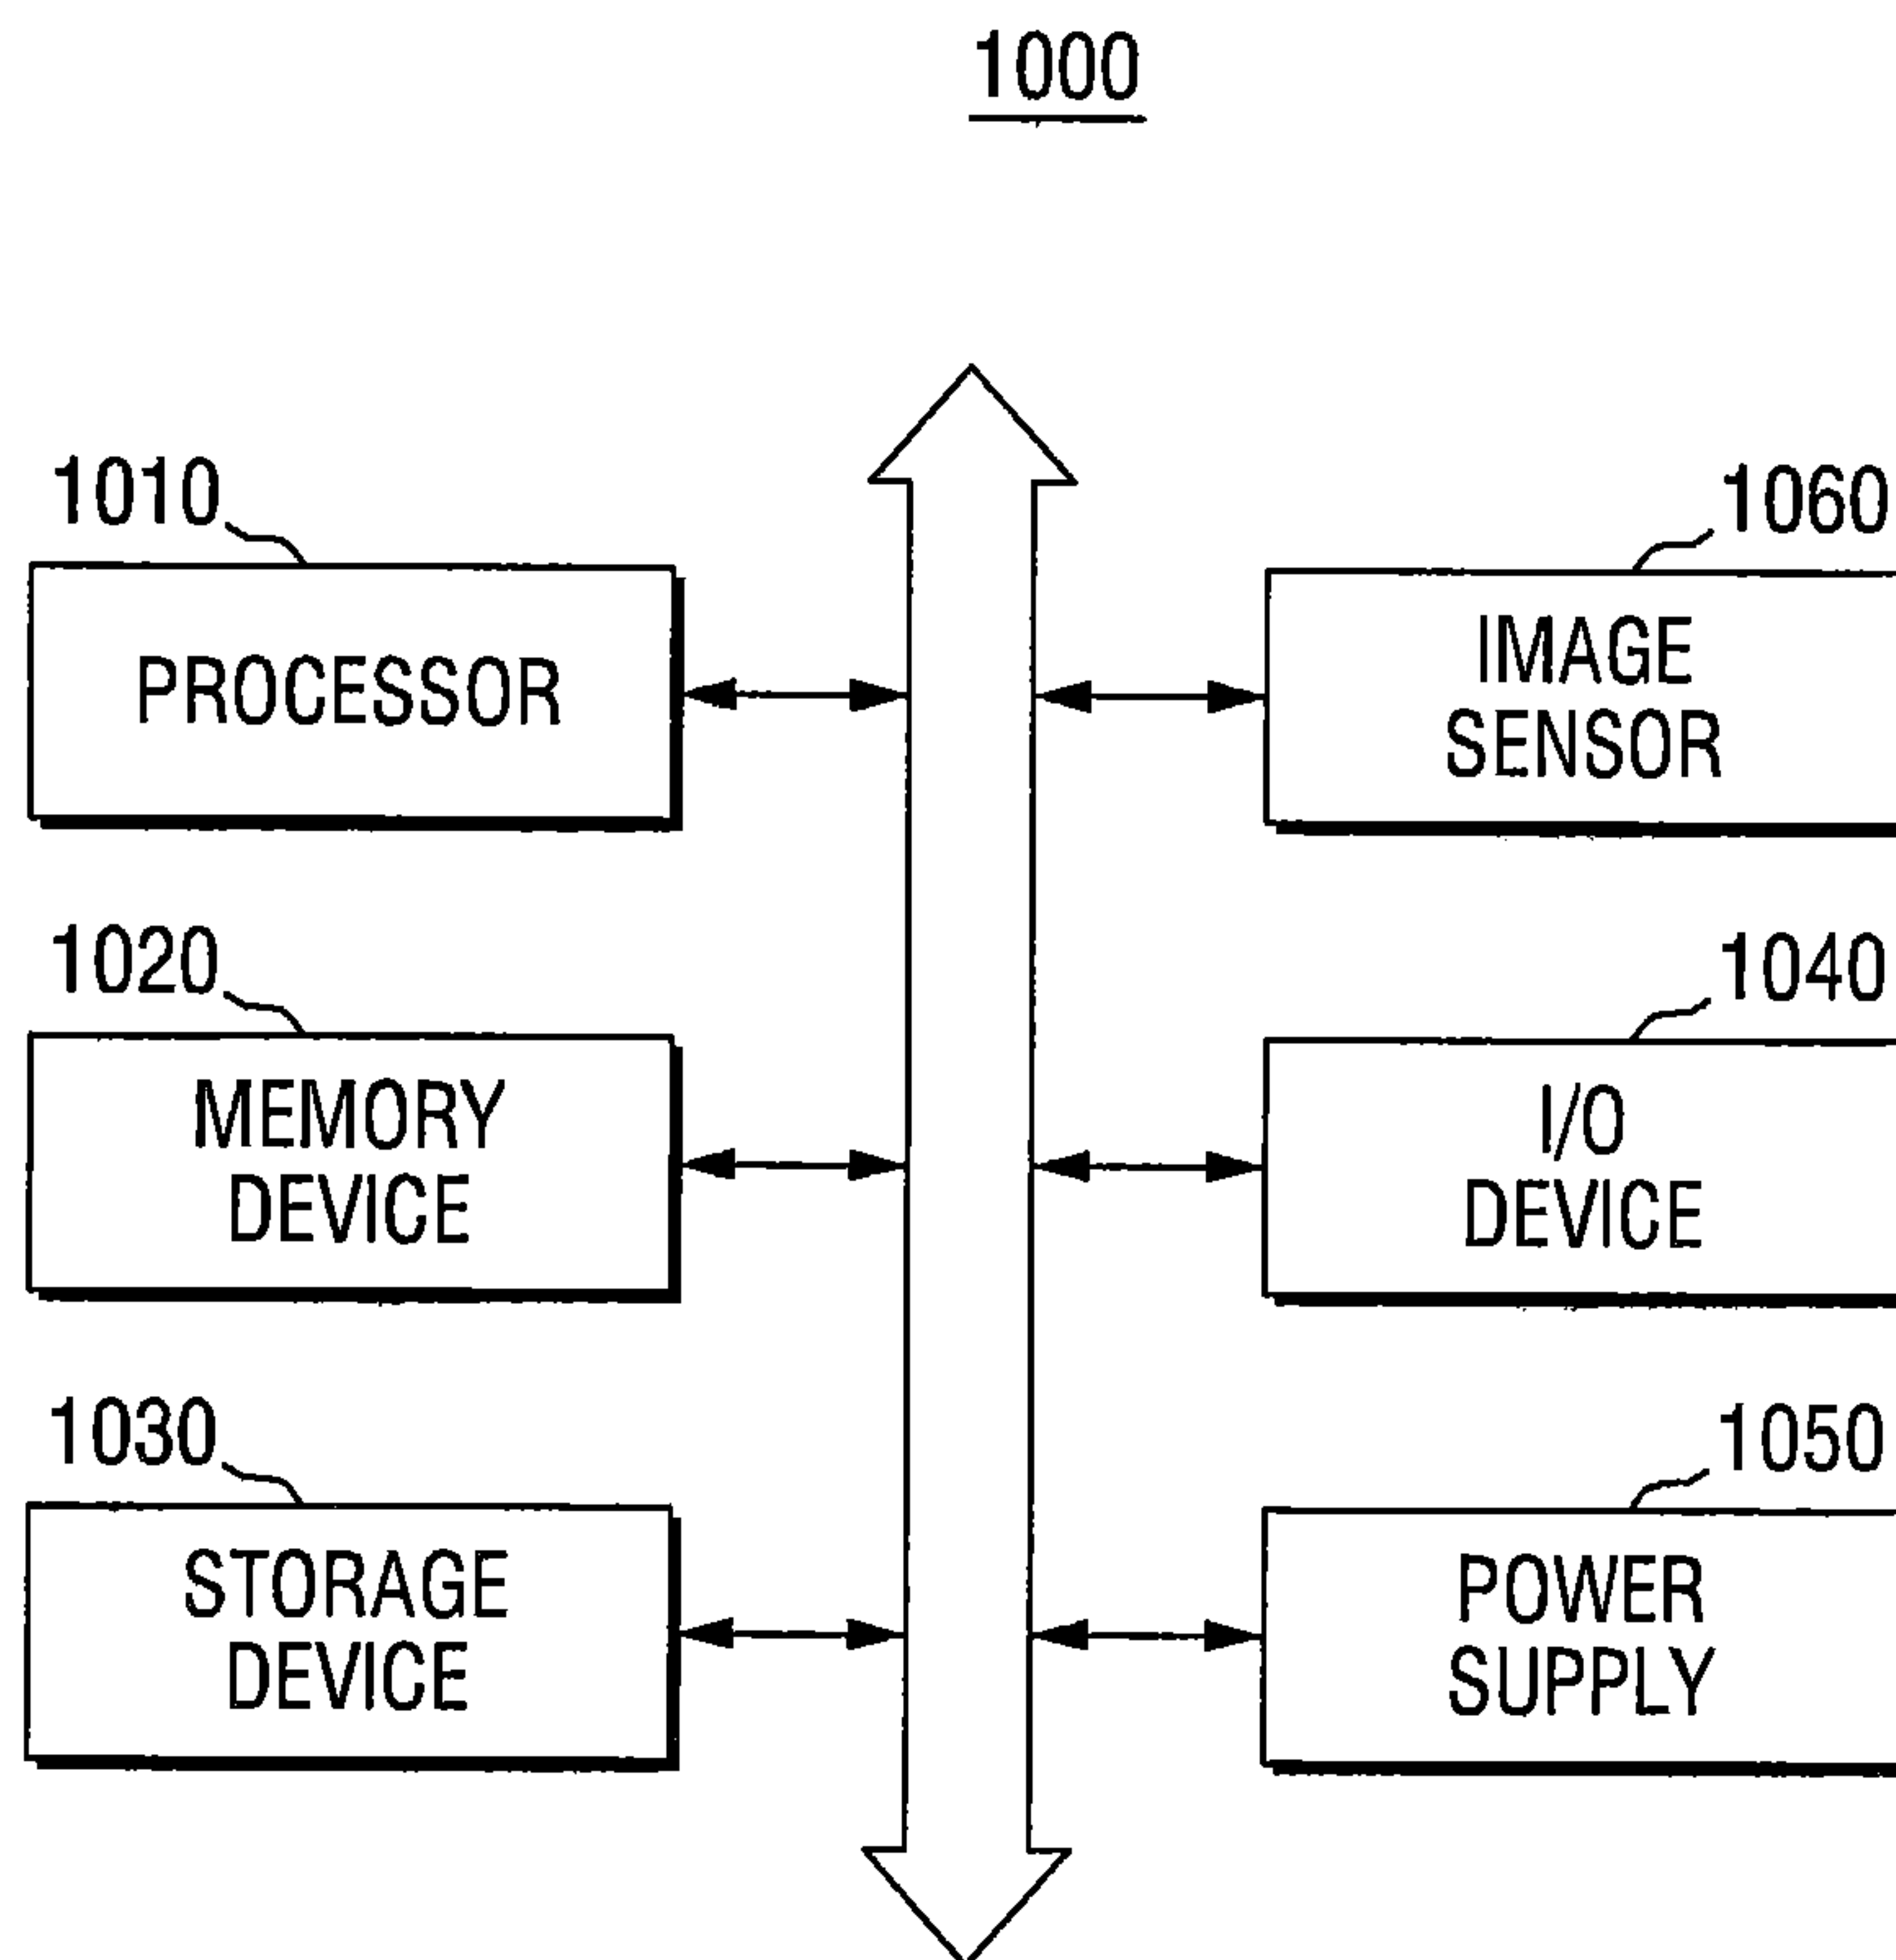 1000
1010
PROCESSOR
1060
IMAGE
SENSOR
1020
MEMORY
DEVICE
1040
I/O
DEVICE
1030
STORAGE
DEVICE
1050
POWER
SUPPLY